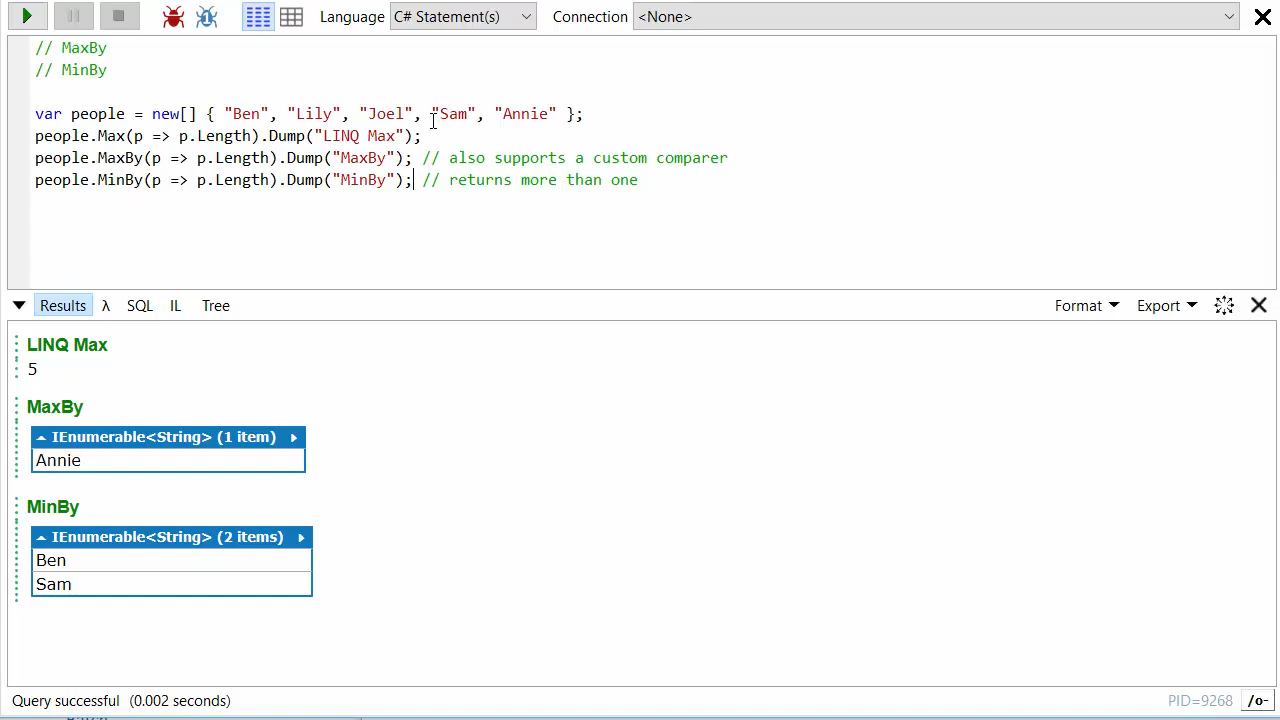 Language C# Statement(s) Connection <None>
// MaxBy
// MinBy
var people = new[] { "Ben", "Lily", "Joel", "Sam", "Annie" };
people.Max(p => p.Length).Dump("LINQ Max");
people.MaxBy(p => p.Length).Dump("MaxBy"); // also supports a custom comparer
people.MinBy(p => p.Length).Dump("MinBy"); // returns more than one
Results λ SQL IL Tree Format Export
LINQ Max
5
MaxBy
IEnumerable<String> (1 item)
Annie
MinBy
IEnumerable<String> (2 items)
Ben
Sam
Query successful (0.002 seconds) PID=9268 /o-